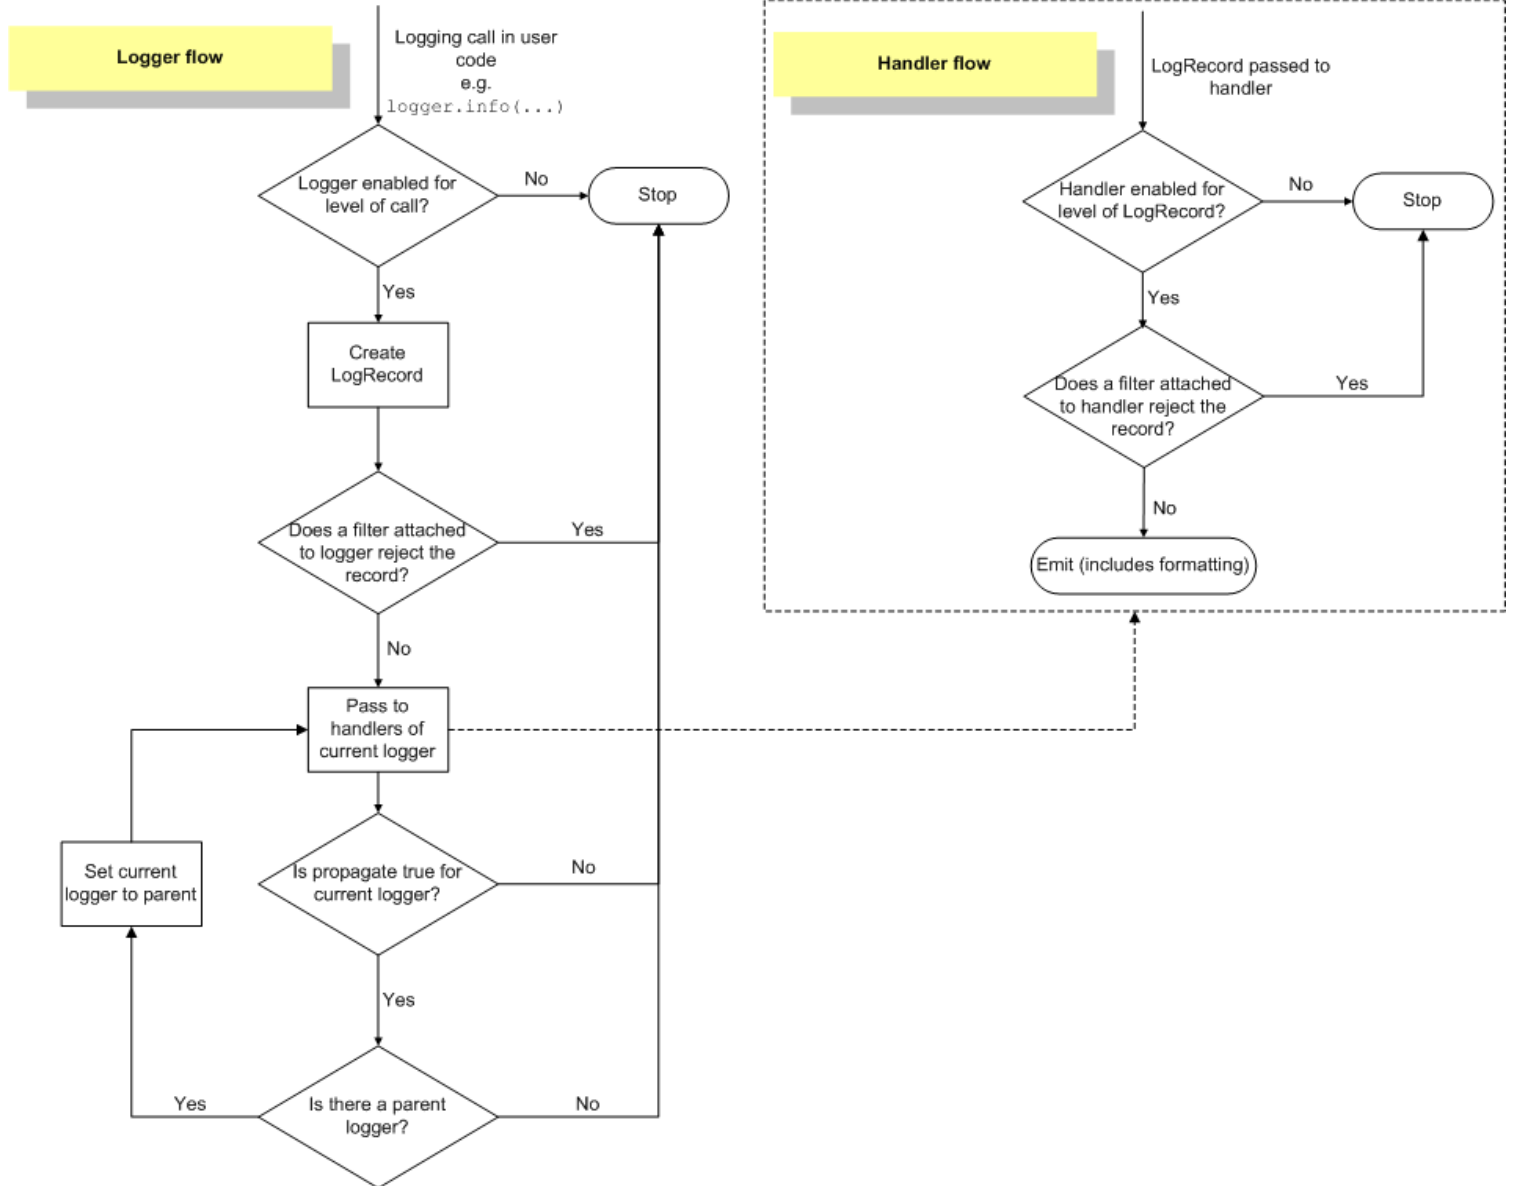 Logger flow
Logging call in user
code
e.g.
logger.info(...)
Logger enabled for
level of call?
No
Stop
Yes
Create
LogRecord
Does a filter attached
to logger reject the
record?
Yes
No
Pass to
handlers of
current logger
Set current
logger to parent
Is propagate true for
current logger?
No
Yes
Is there a parent
logger?
Yes
No
Handler flow
LogRecord passed to
handler
Handler enabled for
level of LogRecord?
No
Stop
Yes
Does a filter attached
to handler reject the
record?
Yes
No
Emit (includes formatting)